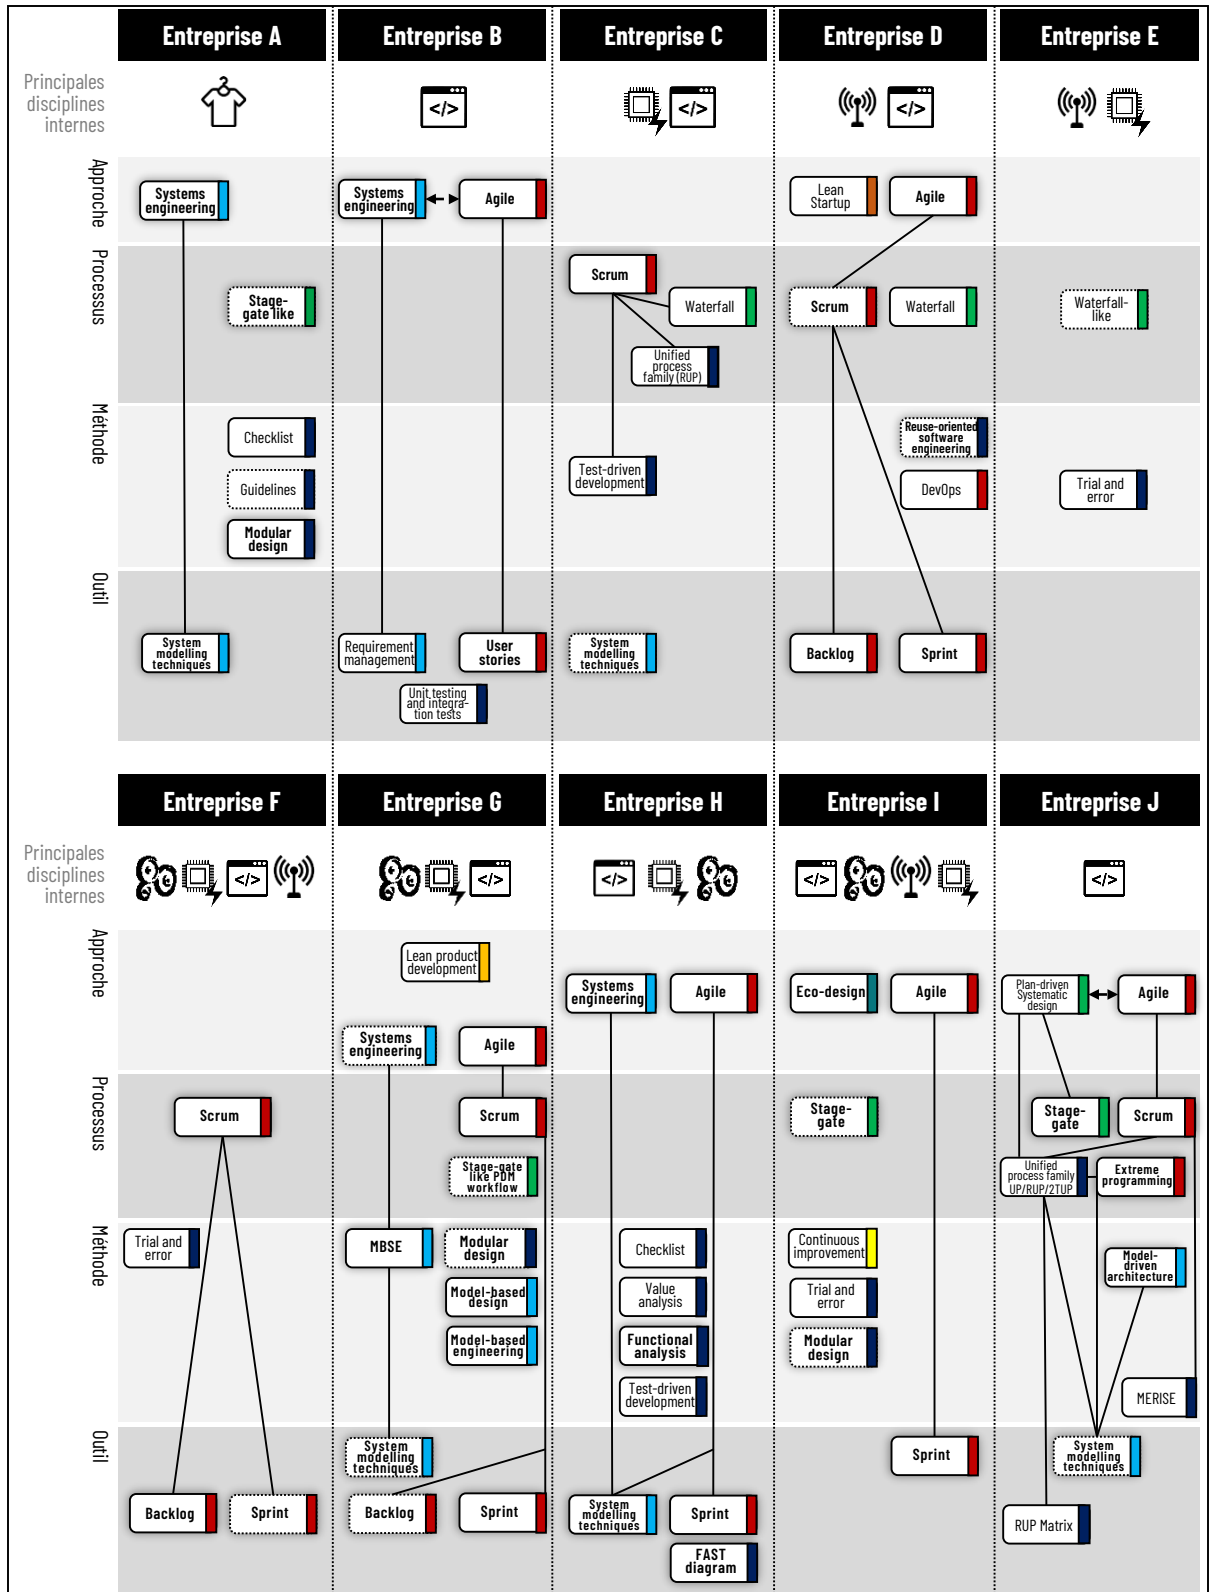 Entreprise A
Entreprise B
Entreprise C
Entreprise D
Entreprise E
Principales
disciplines
internes
</>
</>
</>
Approche
Systems
engineering
Systems
engineering
Agile
Lean
Startup
Agile
Processus
Stage-
gate like
Scrum
Waterfall
Unified
process
family (RUP)
Scrum
Waterfall
Waterfall-
like
Méthode
Checklist
Guidelines
Modular
design
Test-driven
development
Reuse-oriented
software
engineering
DevOps
Trial and
error
Outil
System
modelling
techniques
Requirement
management
User
stories
Unit testing
and integra-
tion tests
System
modelling
techniques
Backlog
Sprint
Entreprise F
Entreprise G
Entreprise H
Entreprise I
Entreprise J
Principales
disciplines
internes
</>
</>
</>
</>
</>
Approche
Lean product
development
Systems
engineering
Agile
Systems
engineering
Agile
Eco-design
Agile
Plan-driven
Systematic
design
Agile
Processus
Scrum
Scrum
Stage-gate
like PDM
workflow
Stage-
gate
Stage-
gate
Scrum
Unified
process family
UP/RUP/2TUP
Extreme
programming
Méthode
Trial and
error
MBSE
Modular
design
Model-based
design
Model-based
engineering
Checklist
Value
analysis
Functional
analysis
Test-driven
development
Continuous
improvement
Trial and
error
Modular
design
Model-
driven
architecture
MERISE
Outil
Backlog
Sprint
System
modelling
techniques
Backlog
Sprint
System
modelling
techniques
Sprint
FAST
diagram
Sprint
System
modelling
techniques
RUP Matrix